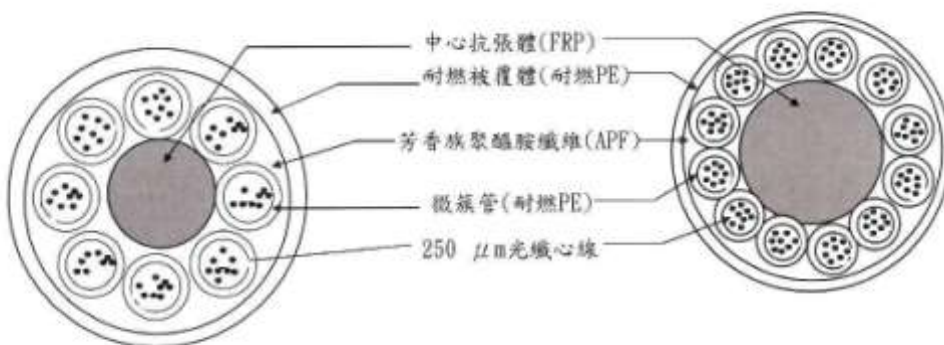 中心抗張體(FRP)
耐燃被覆體(耐燃PE)
芳香族聚醯胺纖維(APF)
微蔟管(耐燃PE)
250 μm光纖心線